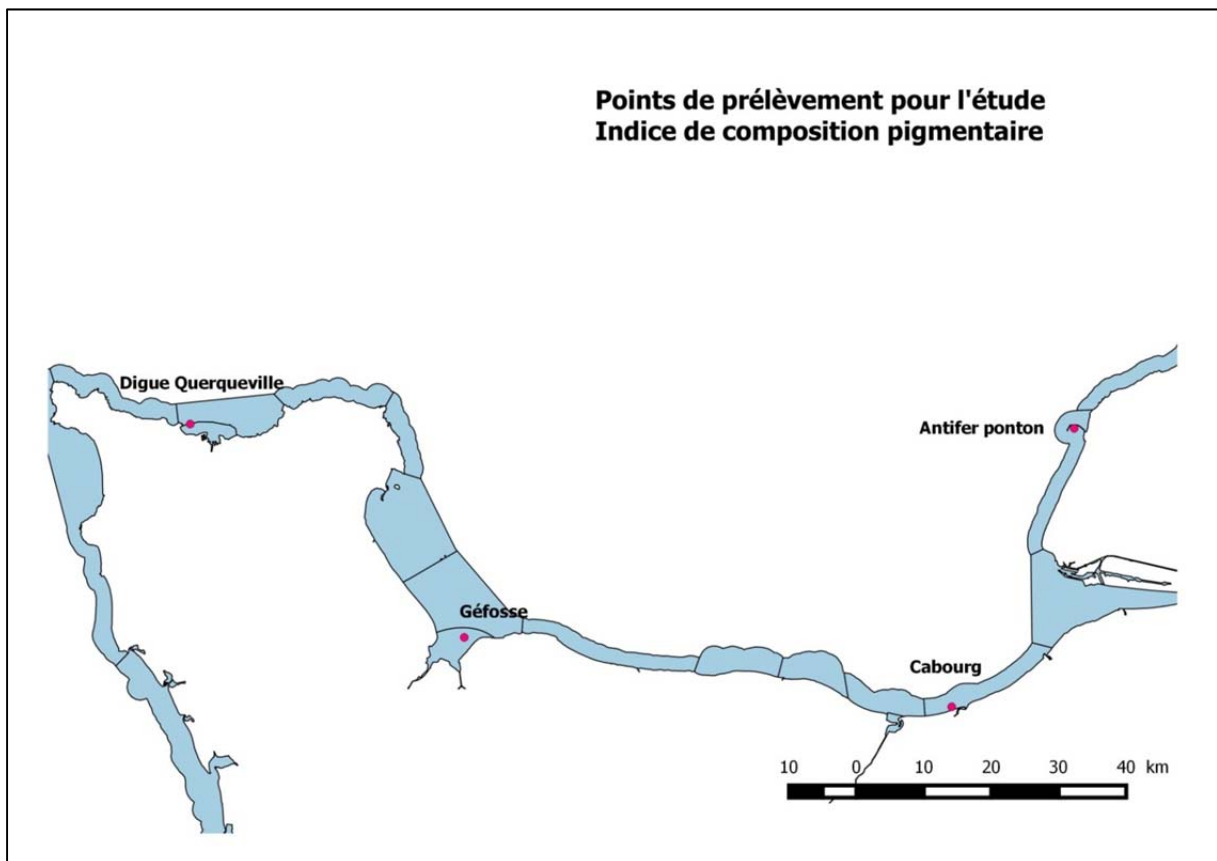 Points de prélèvement pour l'étude
Indice de composition pigmentaire
Digue Querqueville
Antifer ponton
Géfosse
Cabourg
10 0 10 20 30 40 km